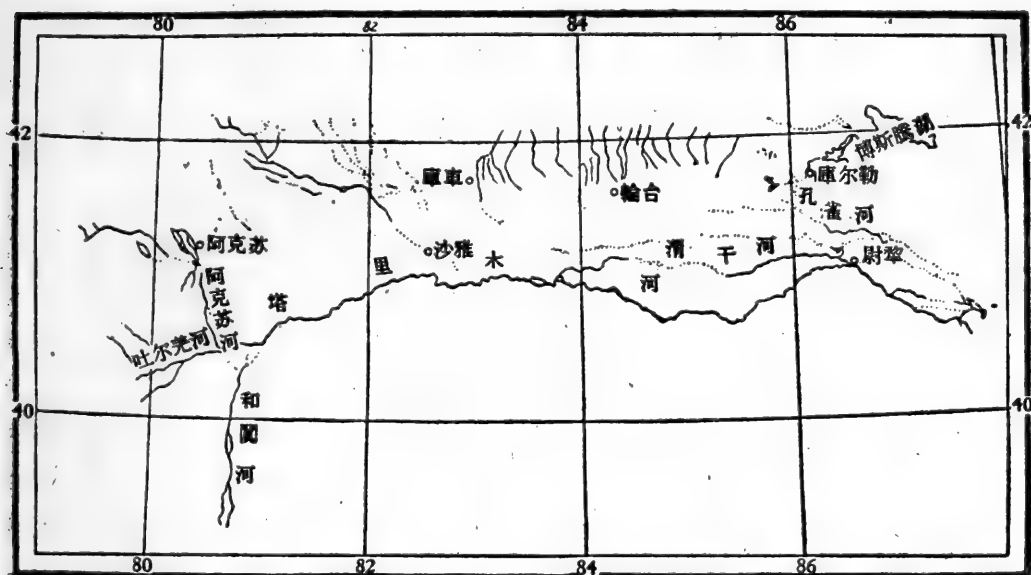 80 82 84 86
42 42
博斯騰湖
庫車
庫尔勒
輪台
孔雀河
阿克苏
沙雅
渭干河
尉犂
塔里木河
阿克苏河
吐尔羌河
40 40
和闐河
80 82 84 86